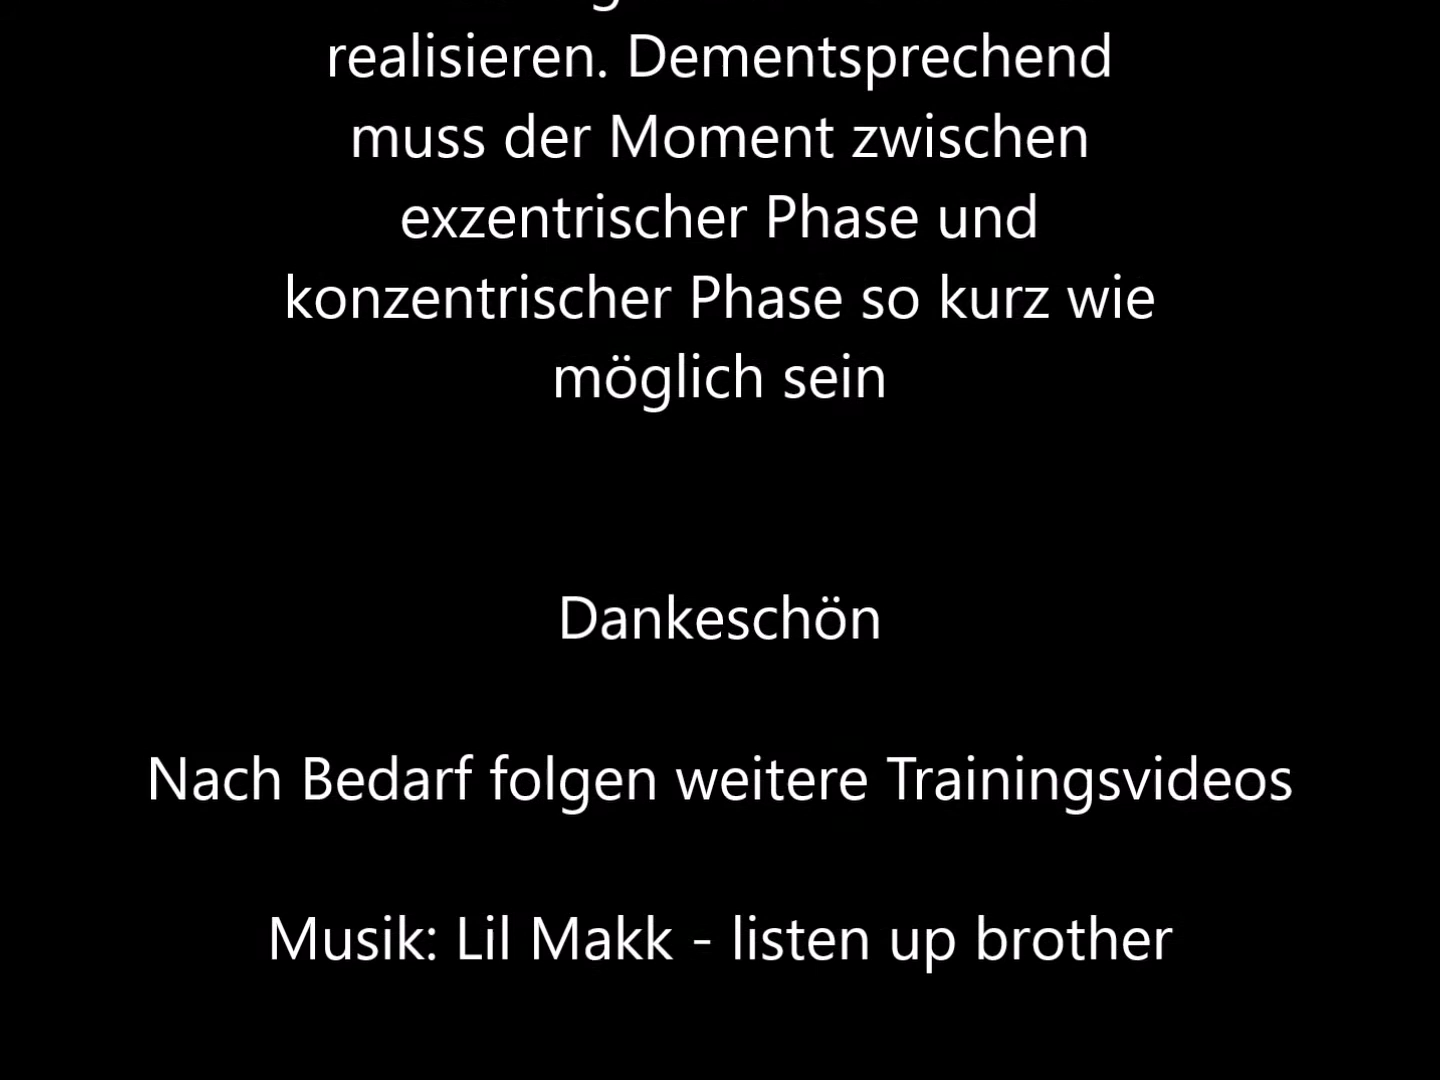 realisieren. Dementsprechend
muss der Moment zwischen
exzentrischer Phase und
konzentrischer Phase so kurz wie
möglich sein
Dankeschön
Nach Bedarf folgen weitere Trainingsvideos
Musik: Lil Makk - listen up brother